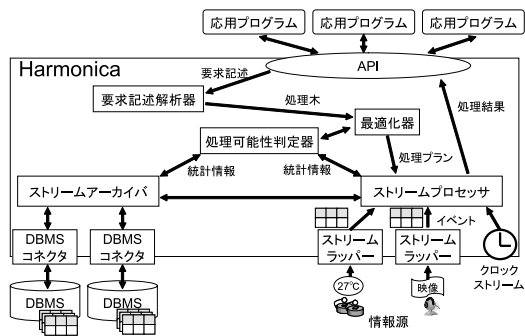 応用プログラム 応用プログラム 応用プログラム
API
Harmonica
要求記述
要求記述解析器
処理木
処理結果
最適化器
処理可能性判定器
処理プラン
統計情報 統計情報
ストリームアーカイバ ストリームプロセッサ
イベント
DBMS
コネクタ
DBMS
コネクタ
ストリーム
ラッパー
ストリーム
ラッパー
クロック
ストリーム
27℃
映像
DBMS DBMS
情報源